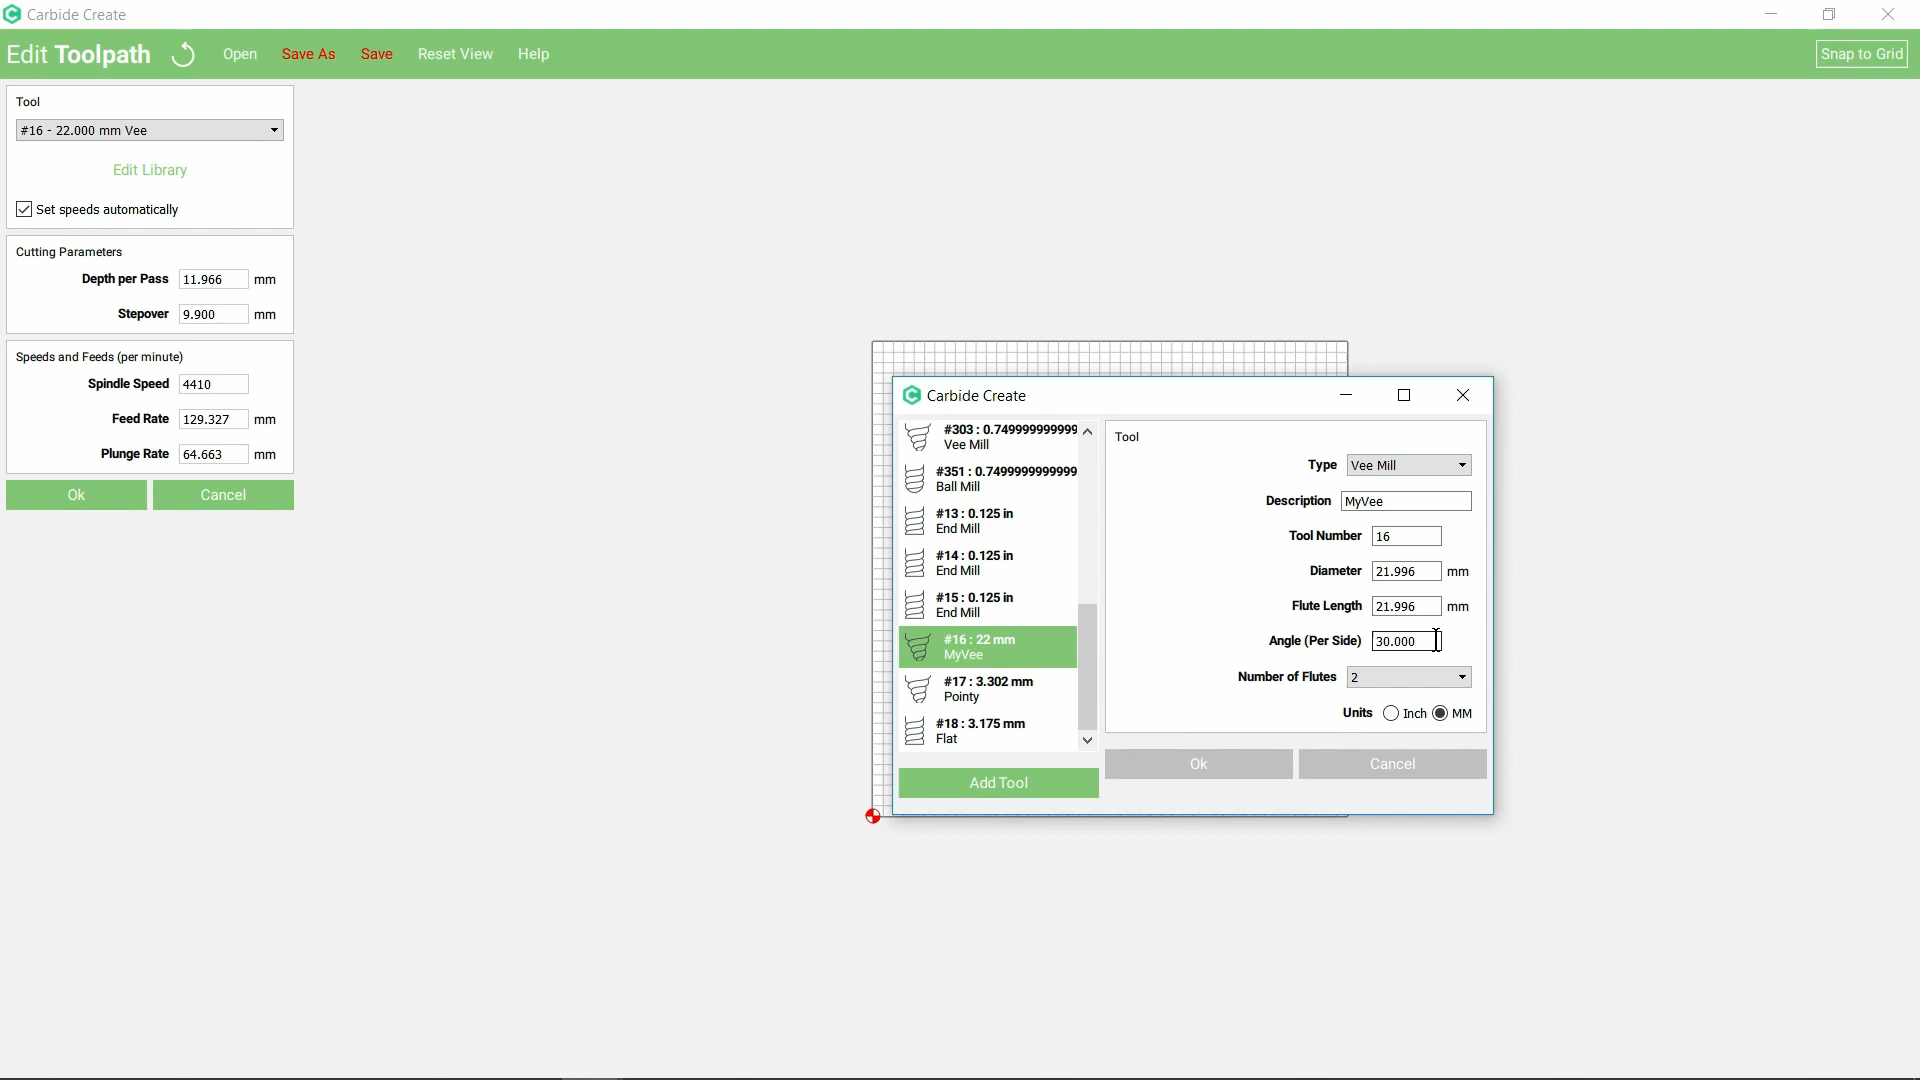 Carbide Create
Edit Toolpath Open Save As Save Reset View Help Snap to Grid
Tool
#16 - 22.000 mm Vee
Edit Library
Set speeds automatically
Cutting Parameters
Depth per Pass 11.966 mm
Stepover 9.900 mm
Speeds and Feeds (per minute)
Spindle Speed 4410
Feed Rate 129.327 mm
Plunge Rate 64.663 mm
Ok Cancel
Carbide Create
#303 : 0.749999999999
Vee Mill
#351 : 0.7499999999999
Ball Mill
#13 : 0.125 in
End Mill
#14 : 0.125 in
End Mill
#15 : 0.125 in
End Mill
#16 : 22 mm
MyVee
#17 : 3.302 mm
Pointy
#18 : 3.175 mm
Flat
Add Tool
Tool
Type Vee Mill
Description MyVee
Tool Number 16
Diameter 21.996 mm
Flute Length 21.996 mm
Angle (Per Side) 30.000
Number of Flutes 2
Units Inch MM
Ok Cancel